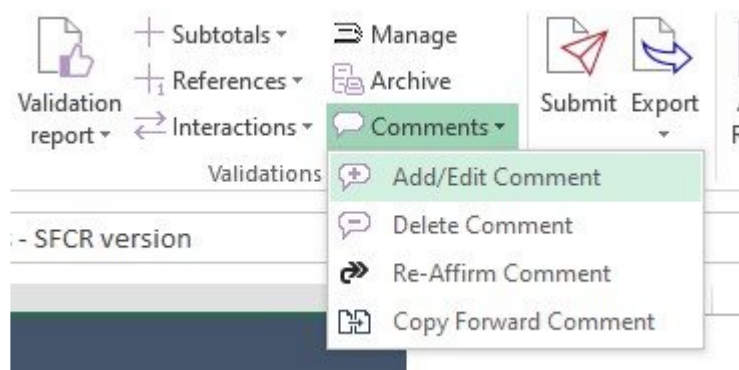 Validation
report
Subtotals
References
Interactions
Manage
Archive
Comments
Submit
Export
Validations
- SFCR version
Add/Edit Comment
Delete Comment
Re-Affirm Comment
Copy Forward Comment